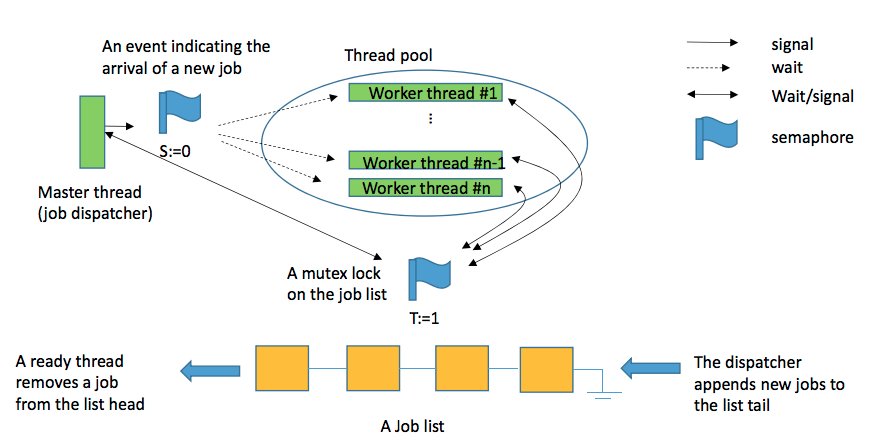 An event indicating the
arrival of a new job
Thread pool
signal
wait
Wait/signal
semaphore
Worker thread #1
⋮
Worker thread #n-1
Worker thread #n
S:=0
Master thread
(job dispatcher)
A mutex lock
on the job list
T:=1
A ready thread
removes a job
from the list head
The dispatcher
appends new jobs to
the list tail
A Job list